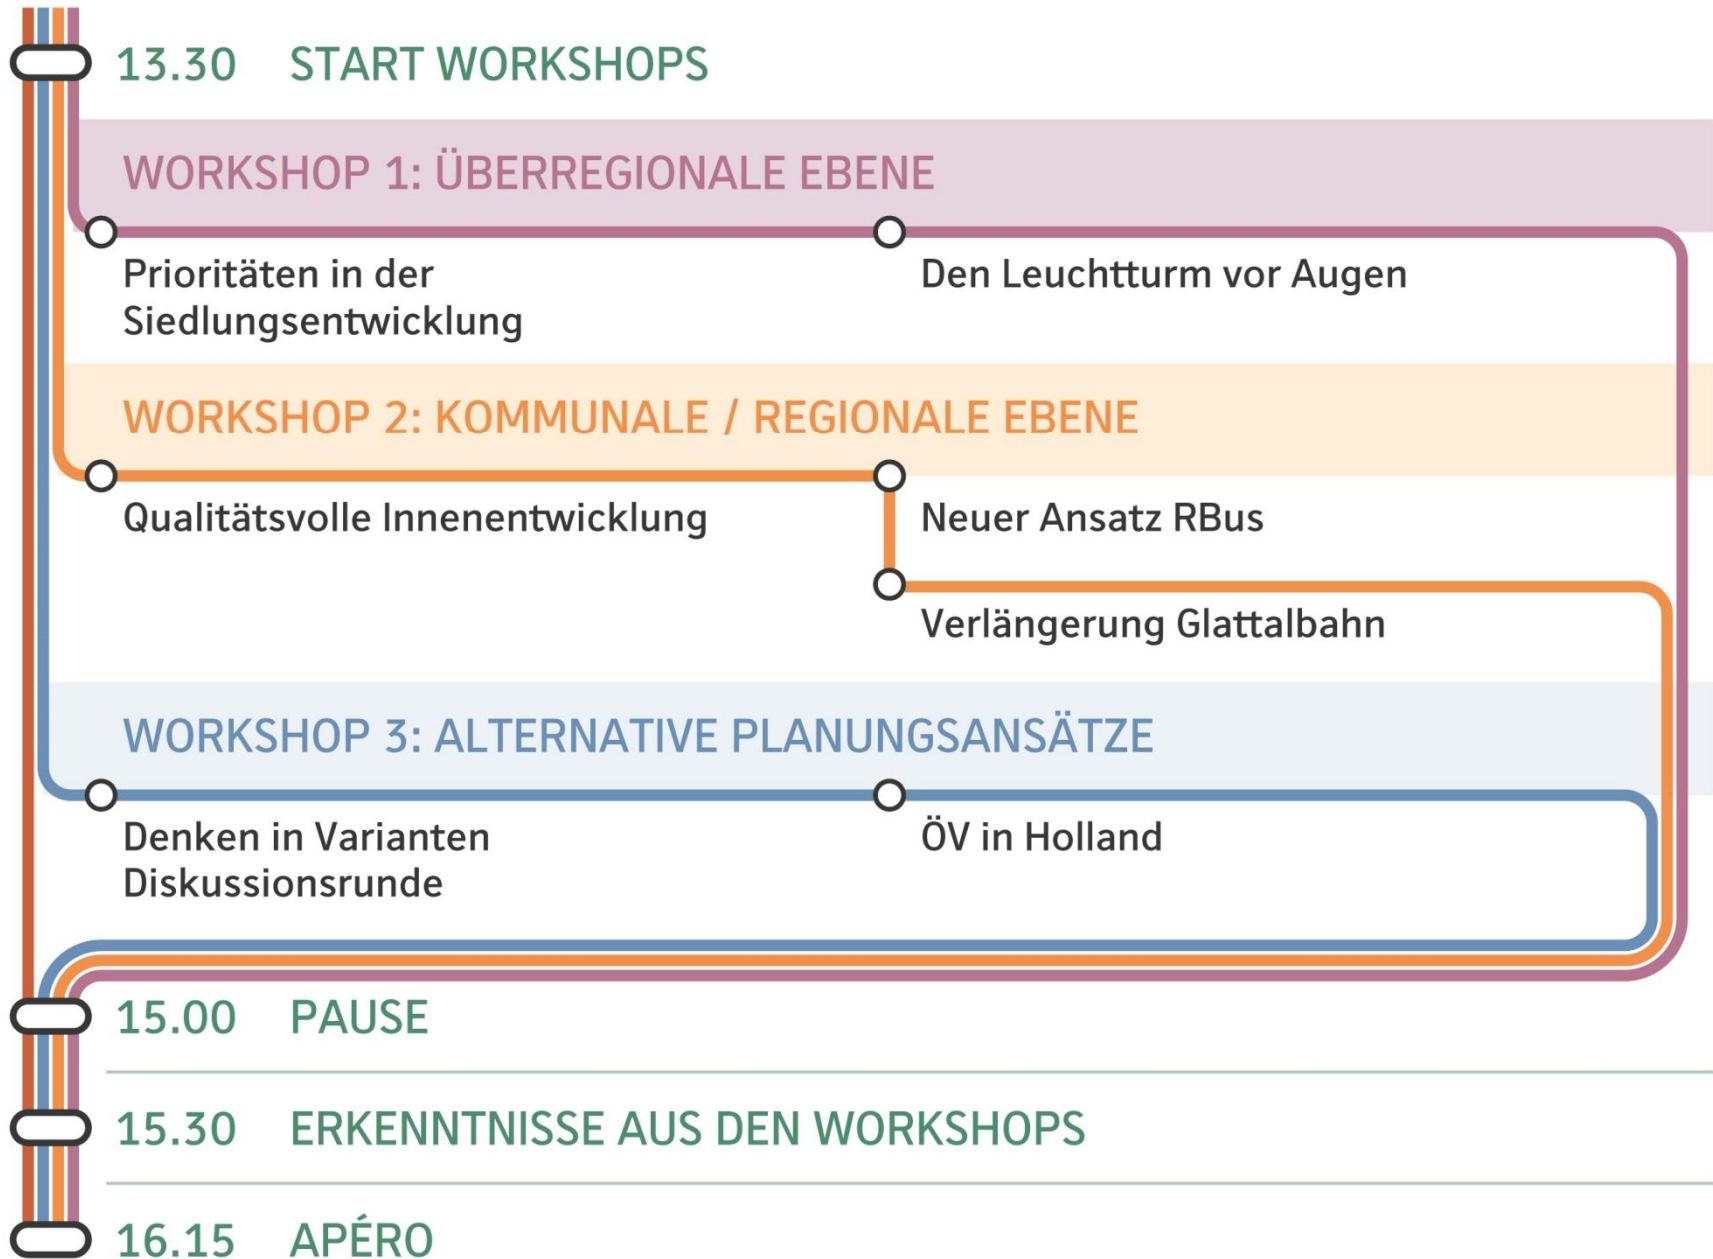 13.30 START WORKSHOPS
WORKSHOP 1: ÜBERREGIONALE EBENE
Prioritäten in der
Siedlungsentwicklung
Den Leuchtturm vor Augen
WORKSHOP 2: KOMMUNALE / REGIONALE EBENE
Qualitätsvolle Innenentwicklung
Neuer Ansatz RBus
Verlängerung Glattalbahn
WORKSHOP 3: ALTERNATIVE PLANUNGSANSÄTZE
Denken in Varianten
Diskussionsrunde
ÖV in Holland
15.00 PAUSE
15.30 ERKENNTNISSE AUS DEN WORKSHOPS
16.15 APÉRO